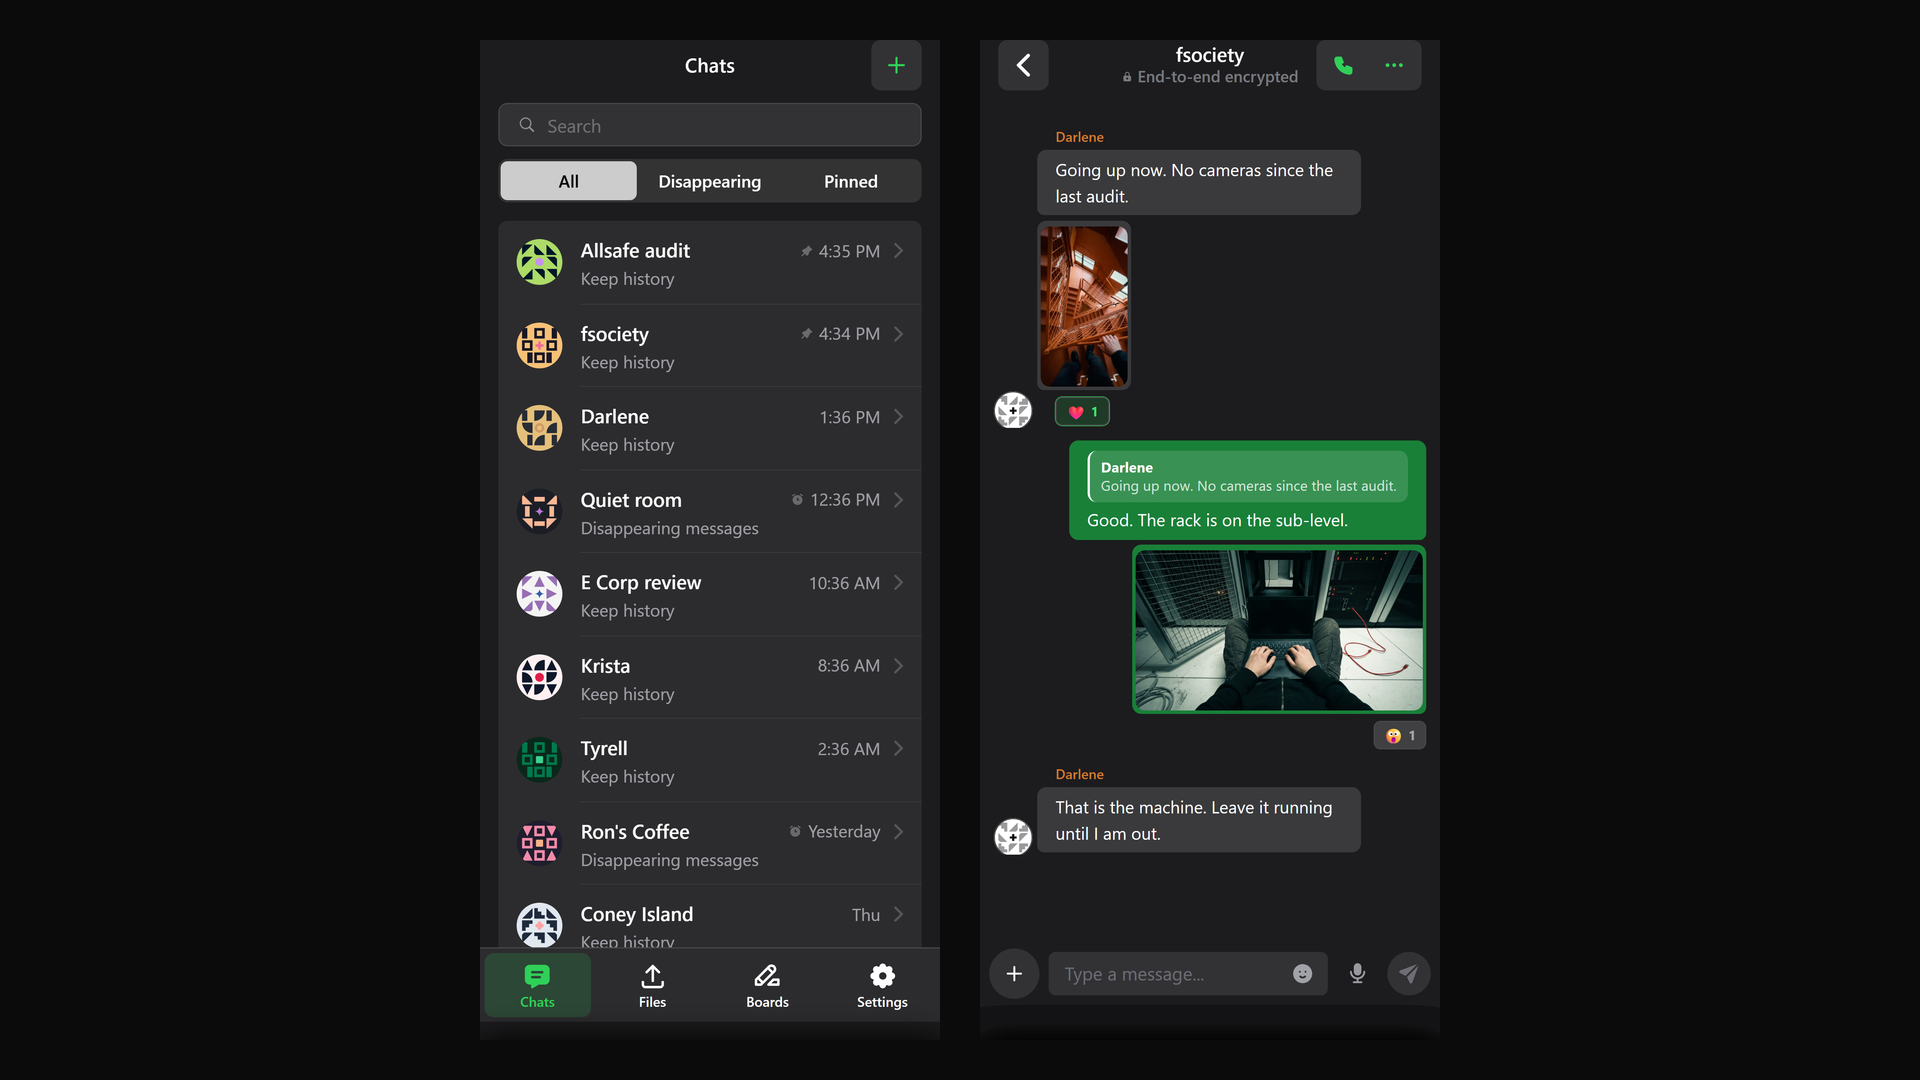 Chats
Search
All
Disappearing
Pinned
Allsafe audit
4:35 PM
Keep history
fsociety
4:34 PM
Keep history
Darlene
1:36 PM
Keep history
Quiet room
12:36 PM
Disappearing messages
E Corp review
10:36 AM
Keep history
Krista
8:36 AM
Keep history
Tyrell
2:36 AM
Keep history
Ron's Coffee
Yesterday
Disappearing messages
Coney Island
Thu
Keep history
Chats
Files
Boards
Settings
fsociety
End-to-end encrypted
Darlene
Going up now. No cameras since the
last audit.
1
Darlene
Going up now. No cameras since the last audit.
Good. The rack is on the sub-level.
1
Darlene
That is the machine. Leave it running
until I am out.
Type a message...